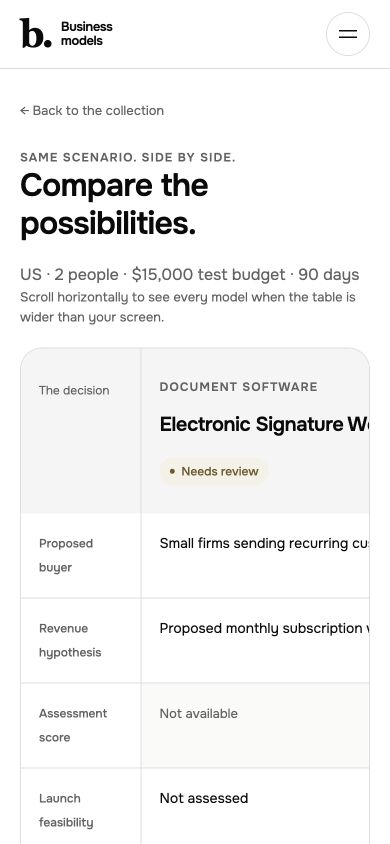 b. Business
models
← Back to the collection
SAME SCENARIO. SIDE BY SIDE.
Compare the
possibilities.
US · 2 people · $15,000 test budget · 90 days
Scroll horizontally to see every model when the table is
wider than your screen.
The decision
DOCUMENT SOFTWARE
Electronic Signature
Needs review
Proposed
buyer
Small firms sending recurring
Revenue
hypothesis
Proposed monthly subscription
Assessment
score
Not available
Launch
feasibility
Not assessed